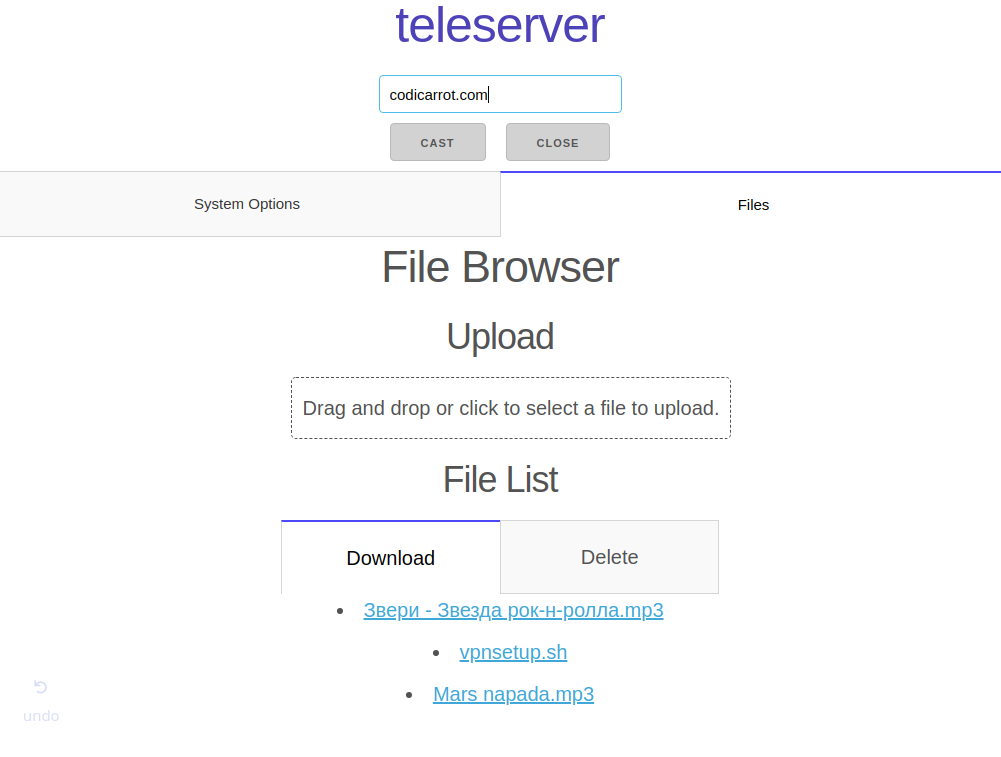 teleserver
codicarrot.com
CAST CLOSE
System Options Files
File Browser
Upload
Drag and drop or click to select a file to upload.
File List
Download Delete
Звери - Звезда рок-н-ролла.mp3
vpnsetup.sh
Mars napada.mp3
undo